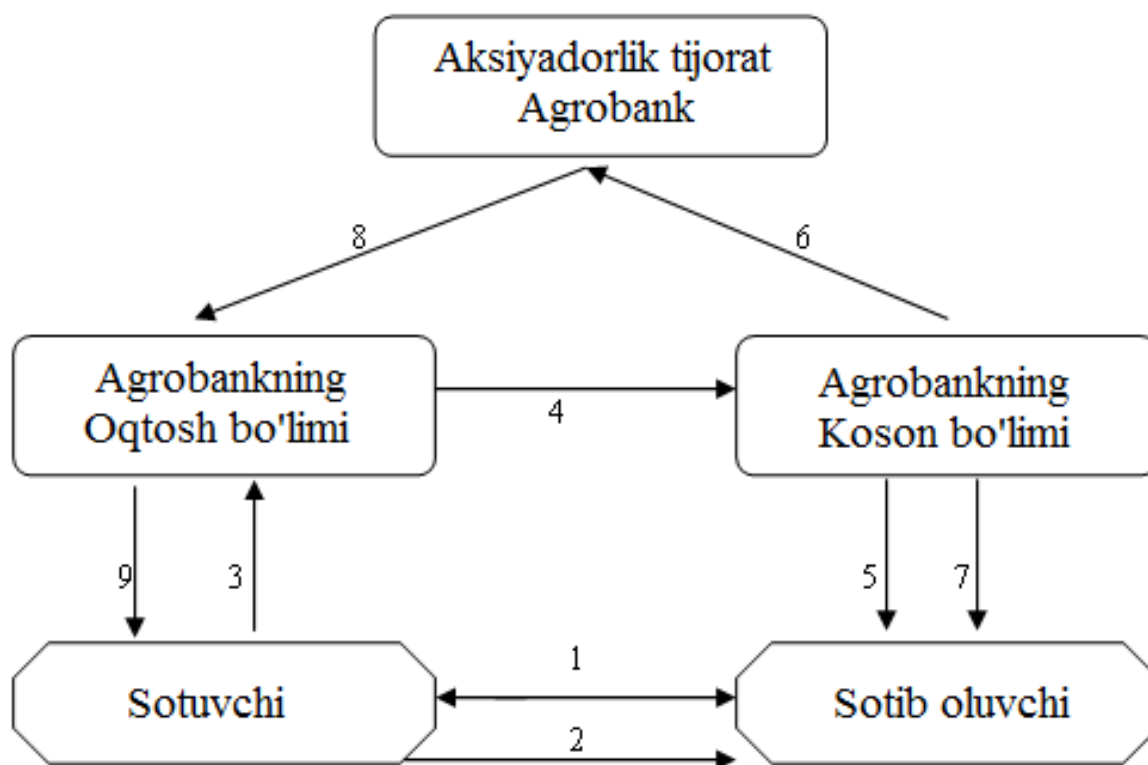 Aksiyadorlik tijorat
Agrobank
8
6
Agrobankning
Oqtosh bo'limi
4
Agrobankning
Koson bo'limi
9
3
5
7
Sotuvchi
1
2
Sotib oluvchi